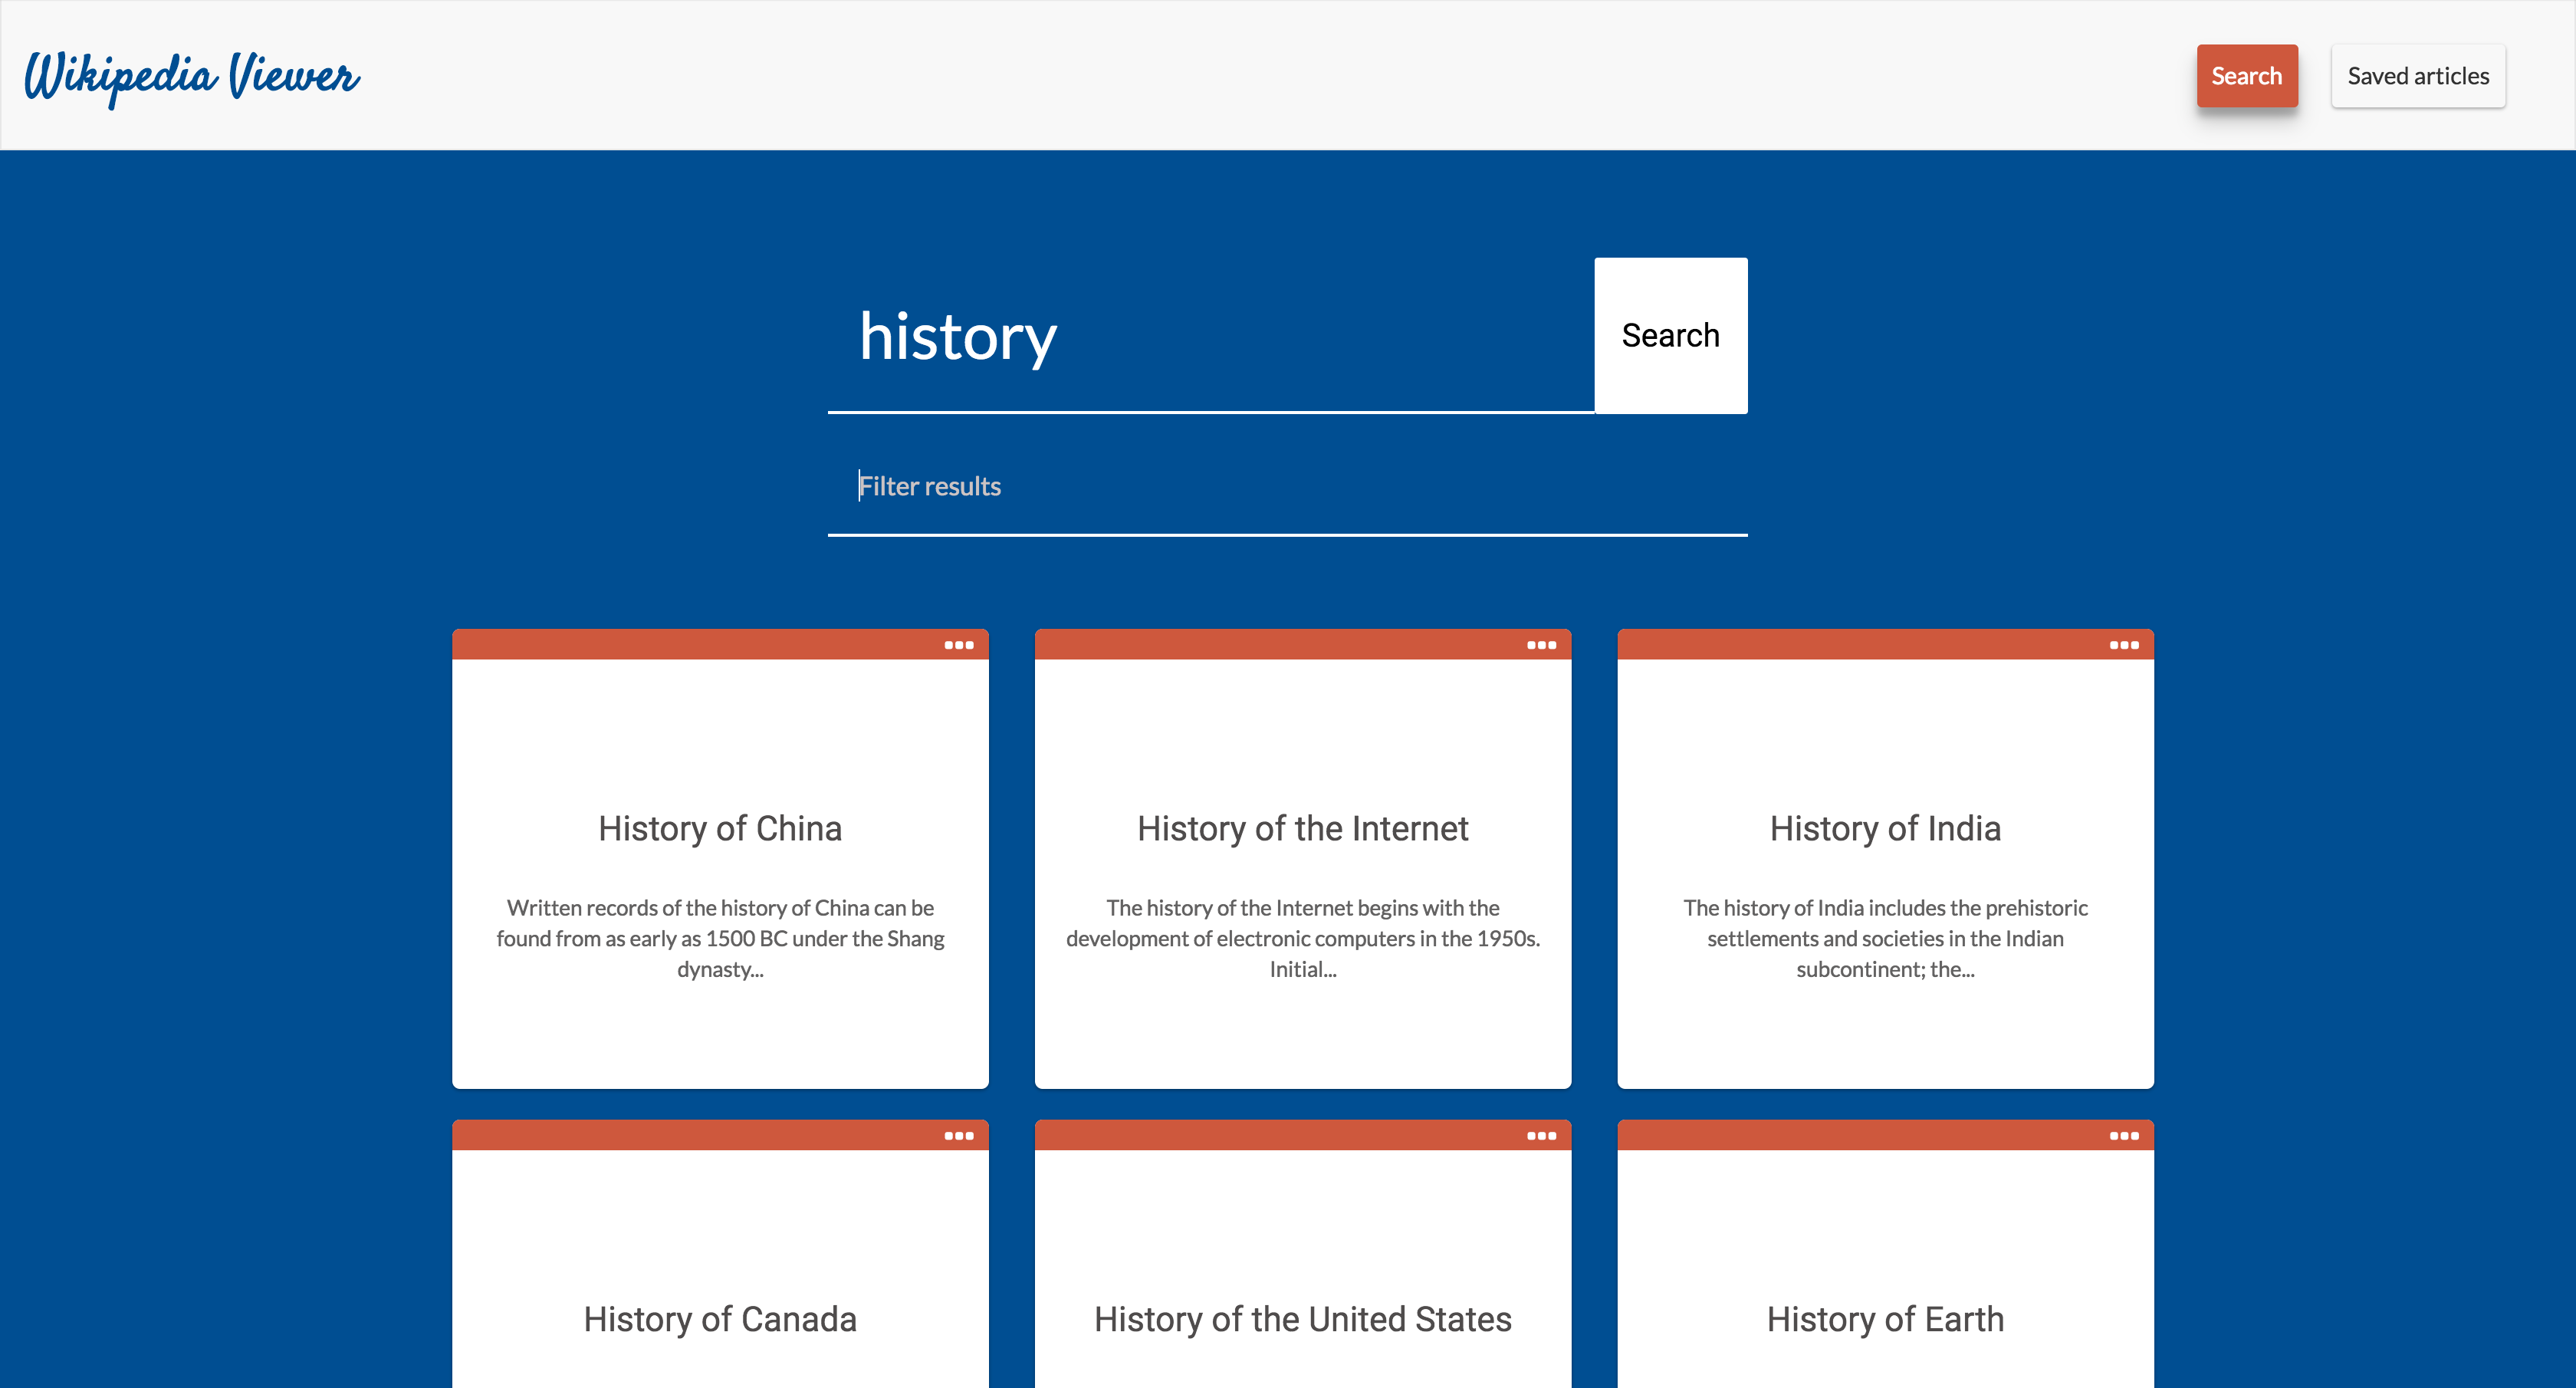 Wikipedia Viewer
Search
Saved articles
history
Search
Filter results
History of China
Written records of the history of China can be
found from as early as 1500 BC under the Shang
dynasty...
History of the Internet
The history of the Internet begins with the
development of electronic computers in the 1950s.
Initial...
History of India
The history of India includes the prehistoric
settlements and societies in the Indian
subcontinent; the...
History of Canada
History of the United States
History of Earth